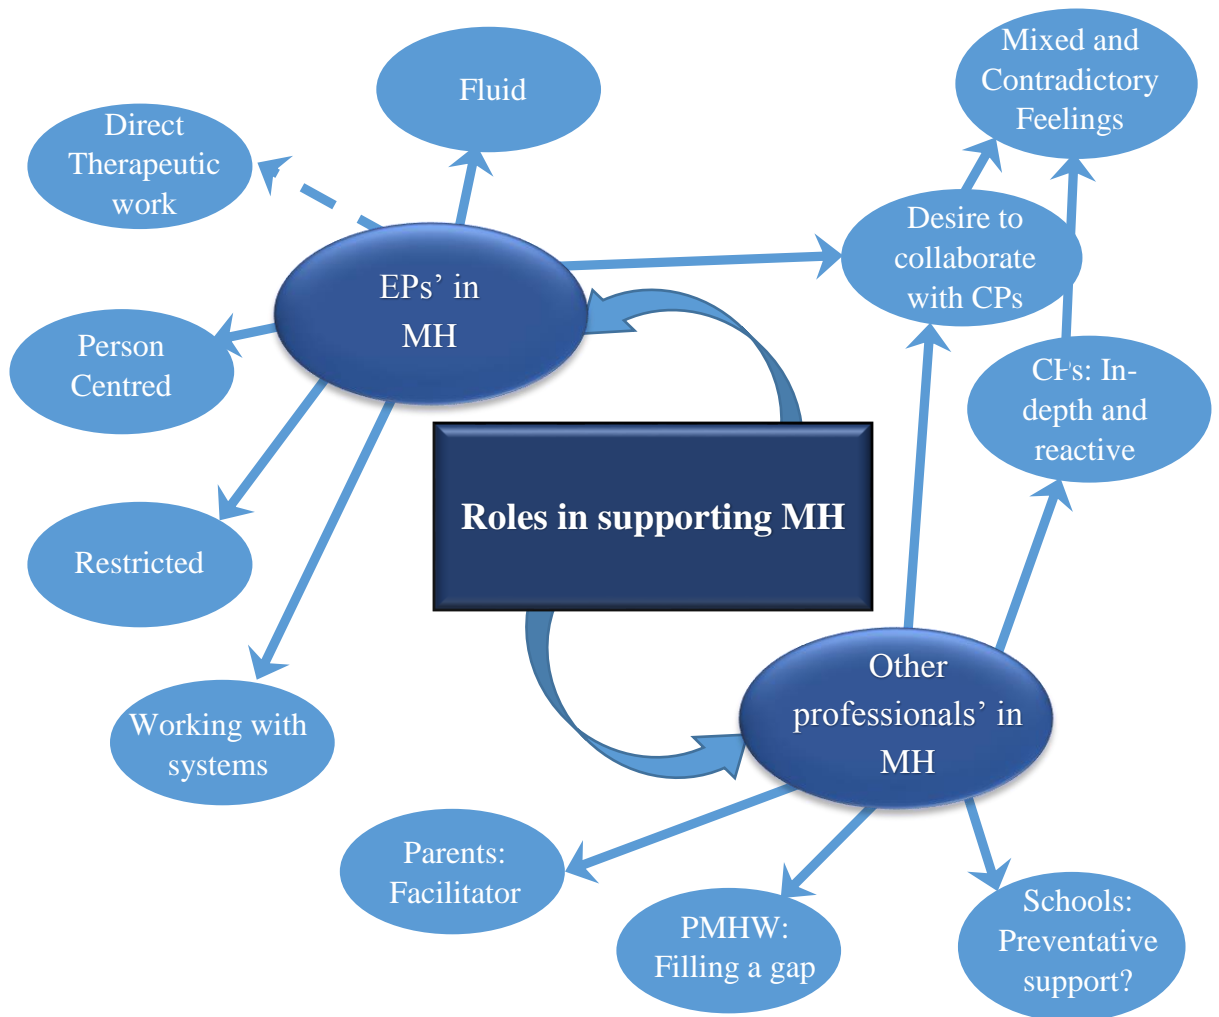 Mixed and
Contradictory
Feelings
Fluid
Direct
Therapeutic
work
Desire to
collaborate
with CPs
EPs’ in
MH
Person
Centred
CPs: In-
depth and
reactive
Roles in supporting MH
Restricted
Other
professionals’ in
MH
Working with
systems
Parents:
Facilitator
PMHW:
Filling a gap
Schools:
Preventative
support?